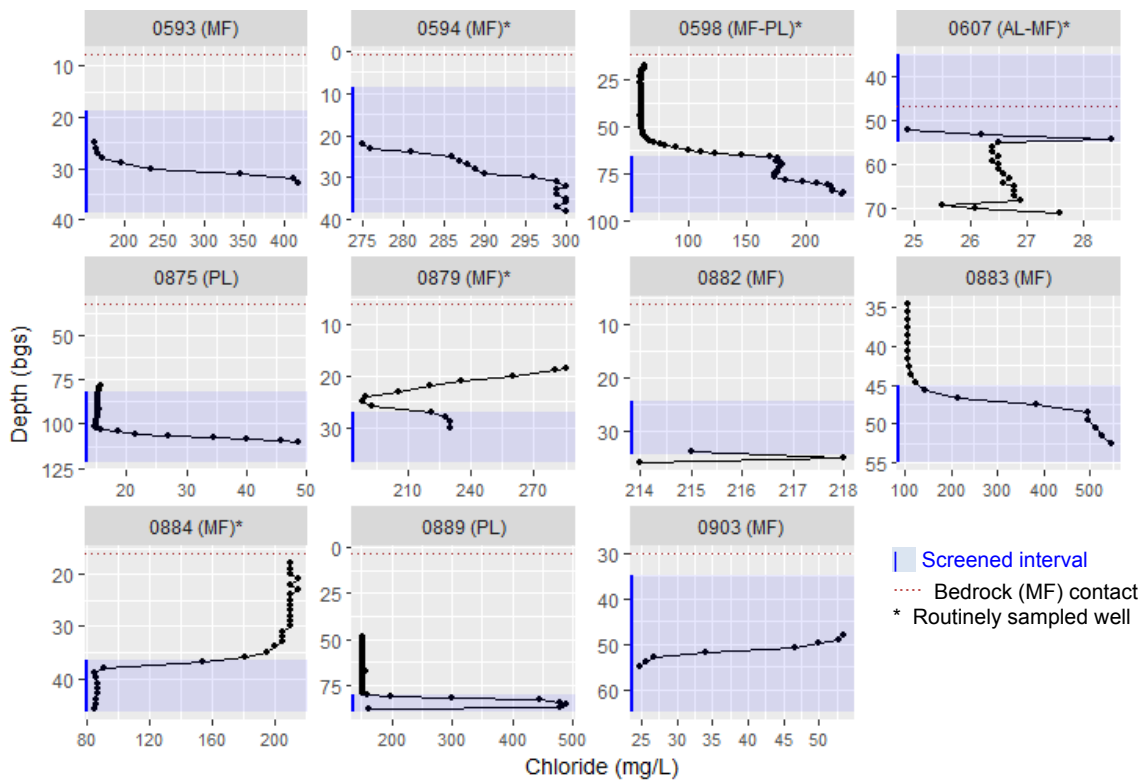 0593 (MF) 0594 (MF)* 0598 (MF-PL)* 0607 (AL-MF)*
10 20 30 40
200 250 300 350 400
0 10 20 30 40
275 280 285 290 295 300
25 50 75 100
100 150 200
40 50 60 70
25 26 27 28
0875 (PL) 0879 (MF)* 0882 (MF) 0883 (MF)
50 75 100 125
20 30 40 50
10 20 30
210 230 250 270
10 20 30
214 215 216 217 218
35 40 45 50 55
100 200 300 400 500
0884 (MF)* 0889 (PL) 0903 (MF)
20 30 40
80 120 160 200
0 25 50 75
200 300 400 500
30 40 50 60
25 30 35 40 45 50
Depth (bgs)
Chloride (mg/L)
Screened interval
Bedrock (MF) contact
* Routinely sampled well